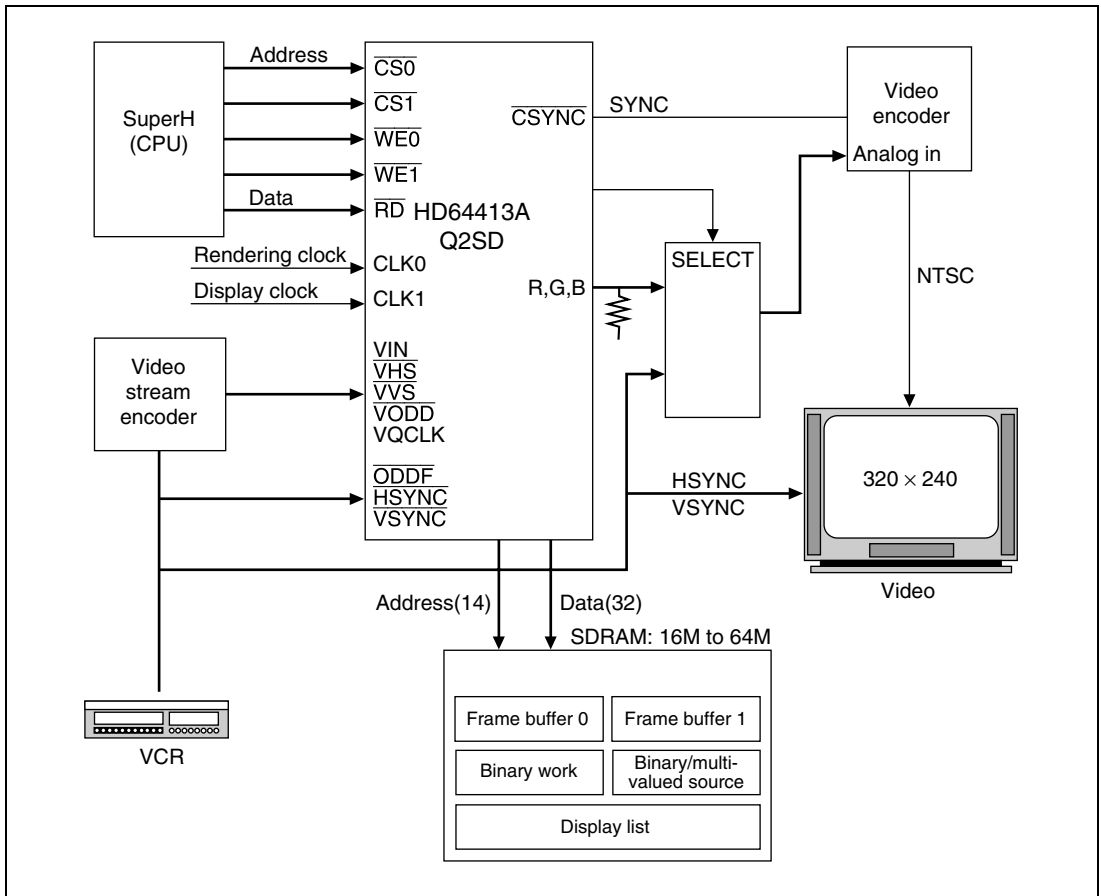 SuperH
(CPU)
Address
Data
Rendering clock
Display clock
Video
stream
encoder
CS0
CS1
WE0
WE1
RD
HD64413A
Q2SD
CLK0
CLK1
VIN
VHS
VVS
VODD
VQCLK
ODDF
HSYNC
VSYNC
CSYNC
R,G,B
SYNC
SELECT
Video
encoder
Analog in
NTSC
HSYNC
VSYNC
320 × 240
Video
Address(14)
Data(32)
SDRAM: 16M to 64M
Frame buffer 0
Frame buffer 1
Binary work
Binary/multi-
valued source
Display list
VCR